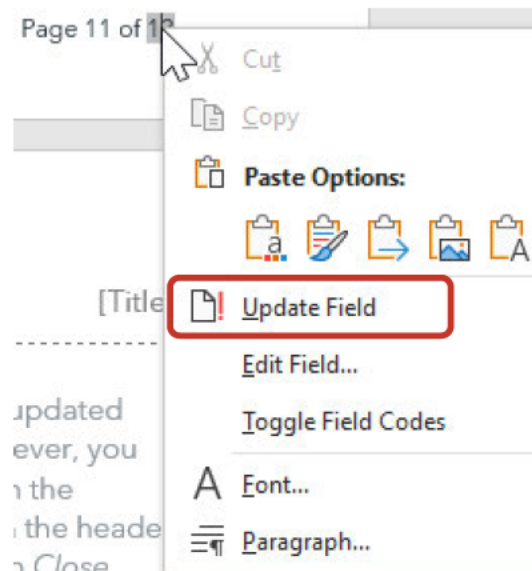 Page 11 of
Cut
Copy
Paste Options:
[Title
Update Field
Edit Field...
updated
Toggle Field Codes
ever, you
n the
Font...
the heade
Paragraph...
Close